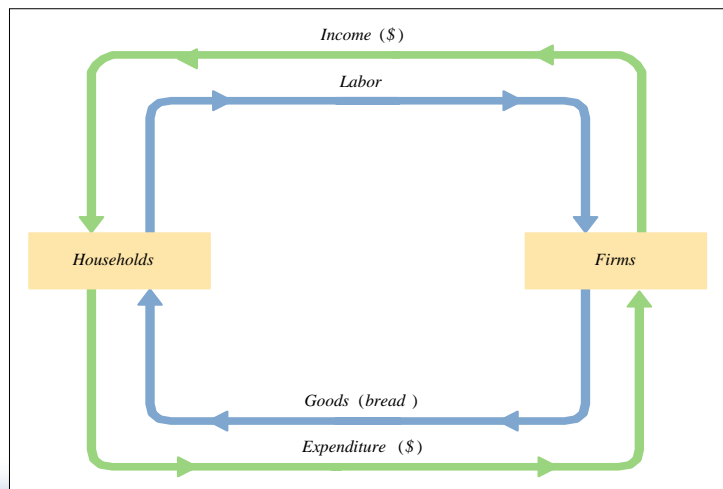 Income ($)
Labor
Households
Firms
Goods (bread )
Expenditure ($)